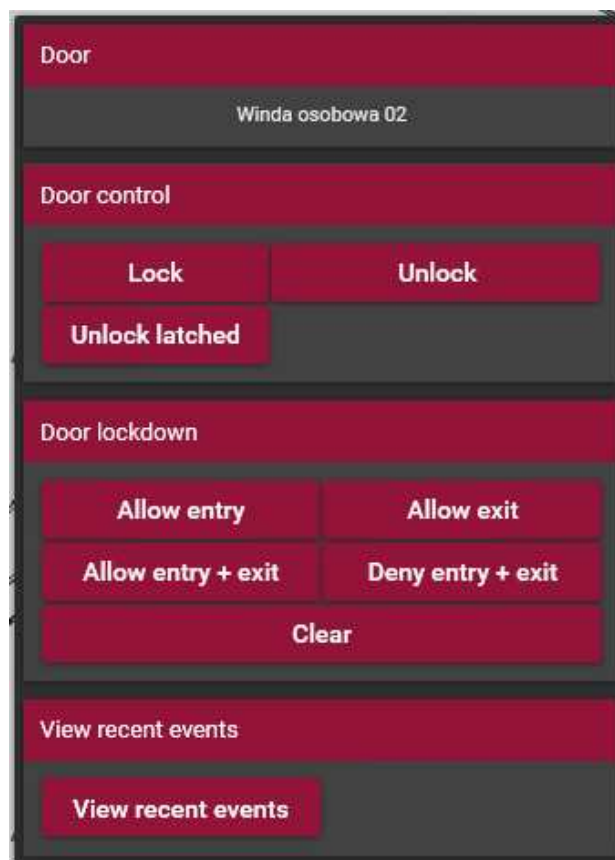 Door
Winda osobowa 02
Door control
Lock Unlock
Unlock latched
Door lockdown
Allow entry Allow exit
Allow entry + exit Deny entry + exit
Clear
View recent events
View recent events